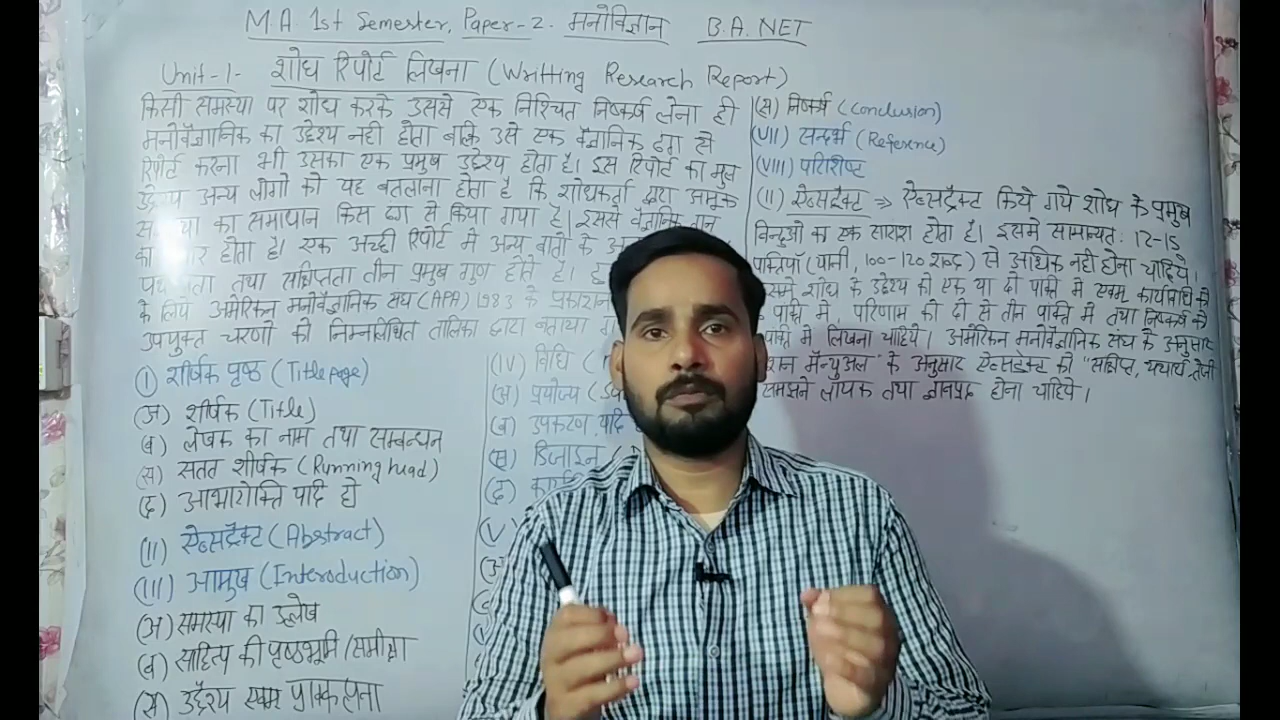 M.A. 1st Semester, Paper-2. मनोविज्ञान B.A. NET
Unit-1- शोध रिपोर्ट लिखना (Writting Research Report)
किसी समस्या पर शोध करके उससे एक निश्चित निष्कर्ष लेना ही
मनोवैज्ञानिक का उद्देश्य नही होता बल्कि उसे एक वैज्ञानिक ढंग से
रिपोर्ट करना भी उसका एक प्रमुख उद्देश्य होता है। इस रिपोर्ट का मुख्य
उद्देश्य अन्य लोगो को यह बतलाना होता है कि शोधकर्ता द्वारा अमुक
का समाधान किस ढंग से किया गया है। इससे वैज्ञानिक ज्ञान
का होता है। एक अच्छी रिपोर्ट मे अन्य बातों के
तथा संक्षिप्तता तीन प्रमुख गुण होते है।
के लिये अमेरिकन मनोवैज्ञानिक संघ (APA) 1983 के प्रकाशन
उपयुक्त चरणो की निम्नलिखित तालिका द्वारा बताया
(I) शीर्षक पृष्ठ (Title page)
(अ) शीर्षक (Title)
(ब) लेखक का नाम तथा सम्बन्धन
(स) सतत शीर्षक (Running head)
(द) आभारोक्ति यदि हो
(II) ऐब्सट्रैक्ट (Abstract)
(III) आमुख (Interoduction)
(अ) समस्या का उल्लेख
(ब) साहित्य की पृष्ठभूमि/समीक्षा
(स) उद्देश्य एवम् प्राक्कल्पना
(IV) विधि (
(अ) प्रयोज्य (
(ब) उपकरण, यदि
(स) डिजाइन (
(द)
(V)
(स) निष्कर्ष (Conclusion)
(VII) सन्दर्भ (Reference)
(VIII) परिशिष्ट
(II) ऐब्सट्रैक्ट ⇒ ऐब्सट्रैक्ट किये गये शोध के प्रमुख
बिन्दुओ का एक सारांश होता है। इसमे सामान्यत: 12-15
पंक्तियाँ (यानी, 100-120 शब्द) से अधिक नही होना चाहिये।
इसमे शोध के उद्देश्य को एक या दो पंक्ति मे एवम् कार्यविधि को
पंक्ति मे, परिणाम को दो से तीन पंक्ति मे तथा निष्कर्ष को
पंक्ति मे लिखना चाहिये। अमेरिकन मनोवैज्ञानिक संघ के अनुसार
मैन्युअल" के अनुसार ऐब्सट्रैक्ट को "संक्षिप्त, यथार्थ,
समझने लायक तथा ज्ञानप्रद होना चाहिये।